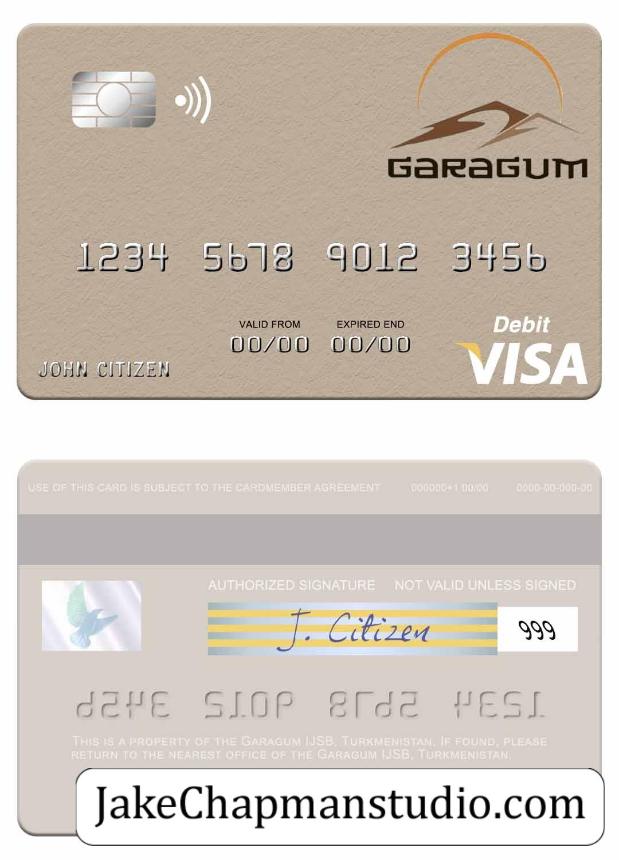 GARAGUM
1234 5678 9012 3456
VALID FROM EXPIRED END
00/00 00/00
Debit
VISA
JOHN CITIZEN
USE OF THIS CARD IS SUBJECT TO THE CARDMEMBER AGREEMENT 000000+1 00/00 0000-00-000-00
AUTHORIZED SIGNATURE NOT VALID UNLESS SIGNED
J. Citizen
999
THIS IS A PROPERTY OF THE GARAGUM IJSB, TURKMENISTAN. IF FOUND, PLEASE
RETURN TO THE NEAREST OFFICE OF THE GARAGUM IJSB, TURKMENISTAN.
JakeChapmanstudio.com